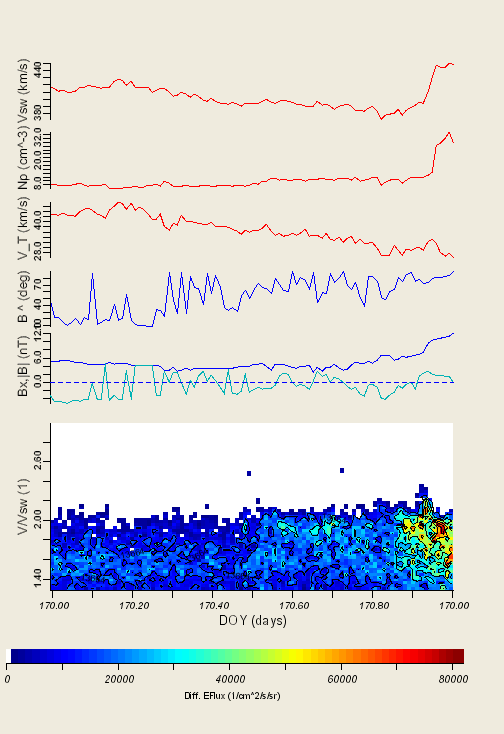 440
380
Vsw (km/s)
32.0
20.0
8.0
Np (cm^-3)
40.0
28.0
V_T (km/s)
70
40
10
B ^ (deg)
12.0
6.0
0.0
Bx,|B| (nT)
2.60
2.00
1.40
V/Vsw (1)
170.00 170.20 170.40 170.60 170.80 170.00
DOY (days)
0 20000 40000 60000 80000
Diff. EFlux (1/cm^2/s/sr)